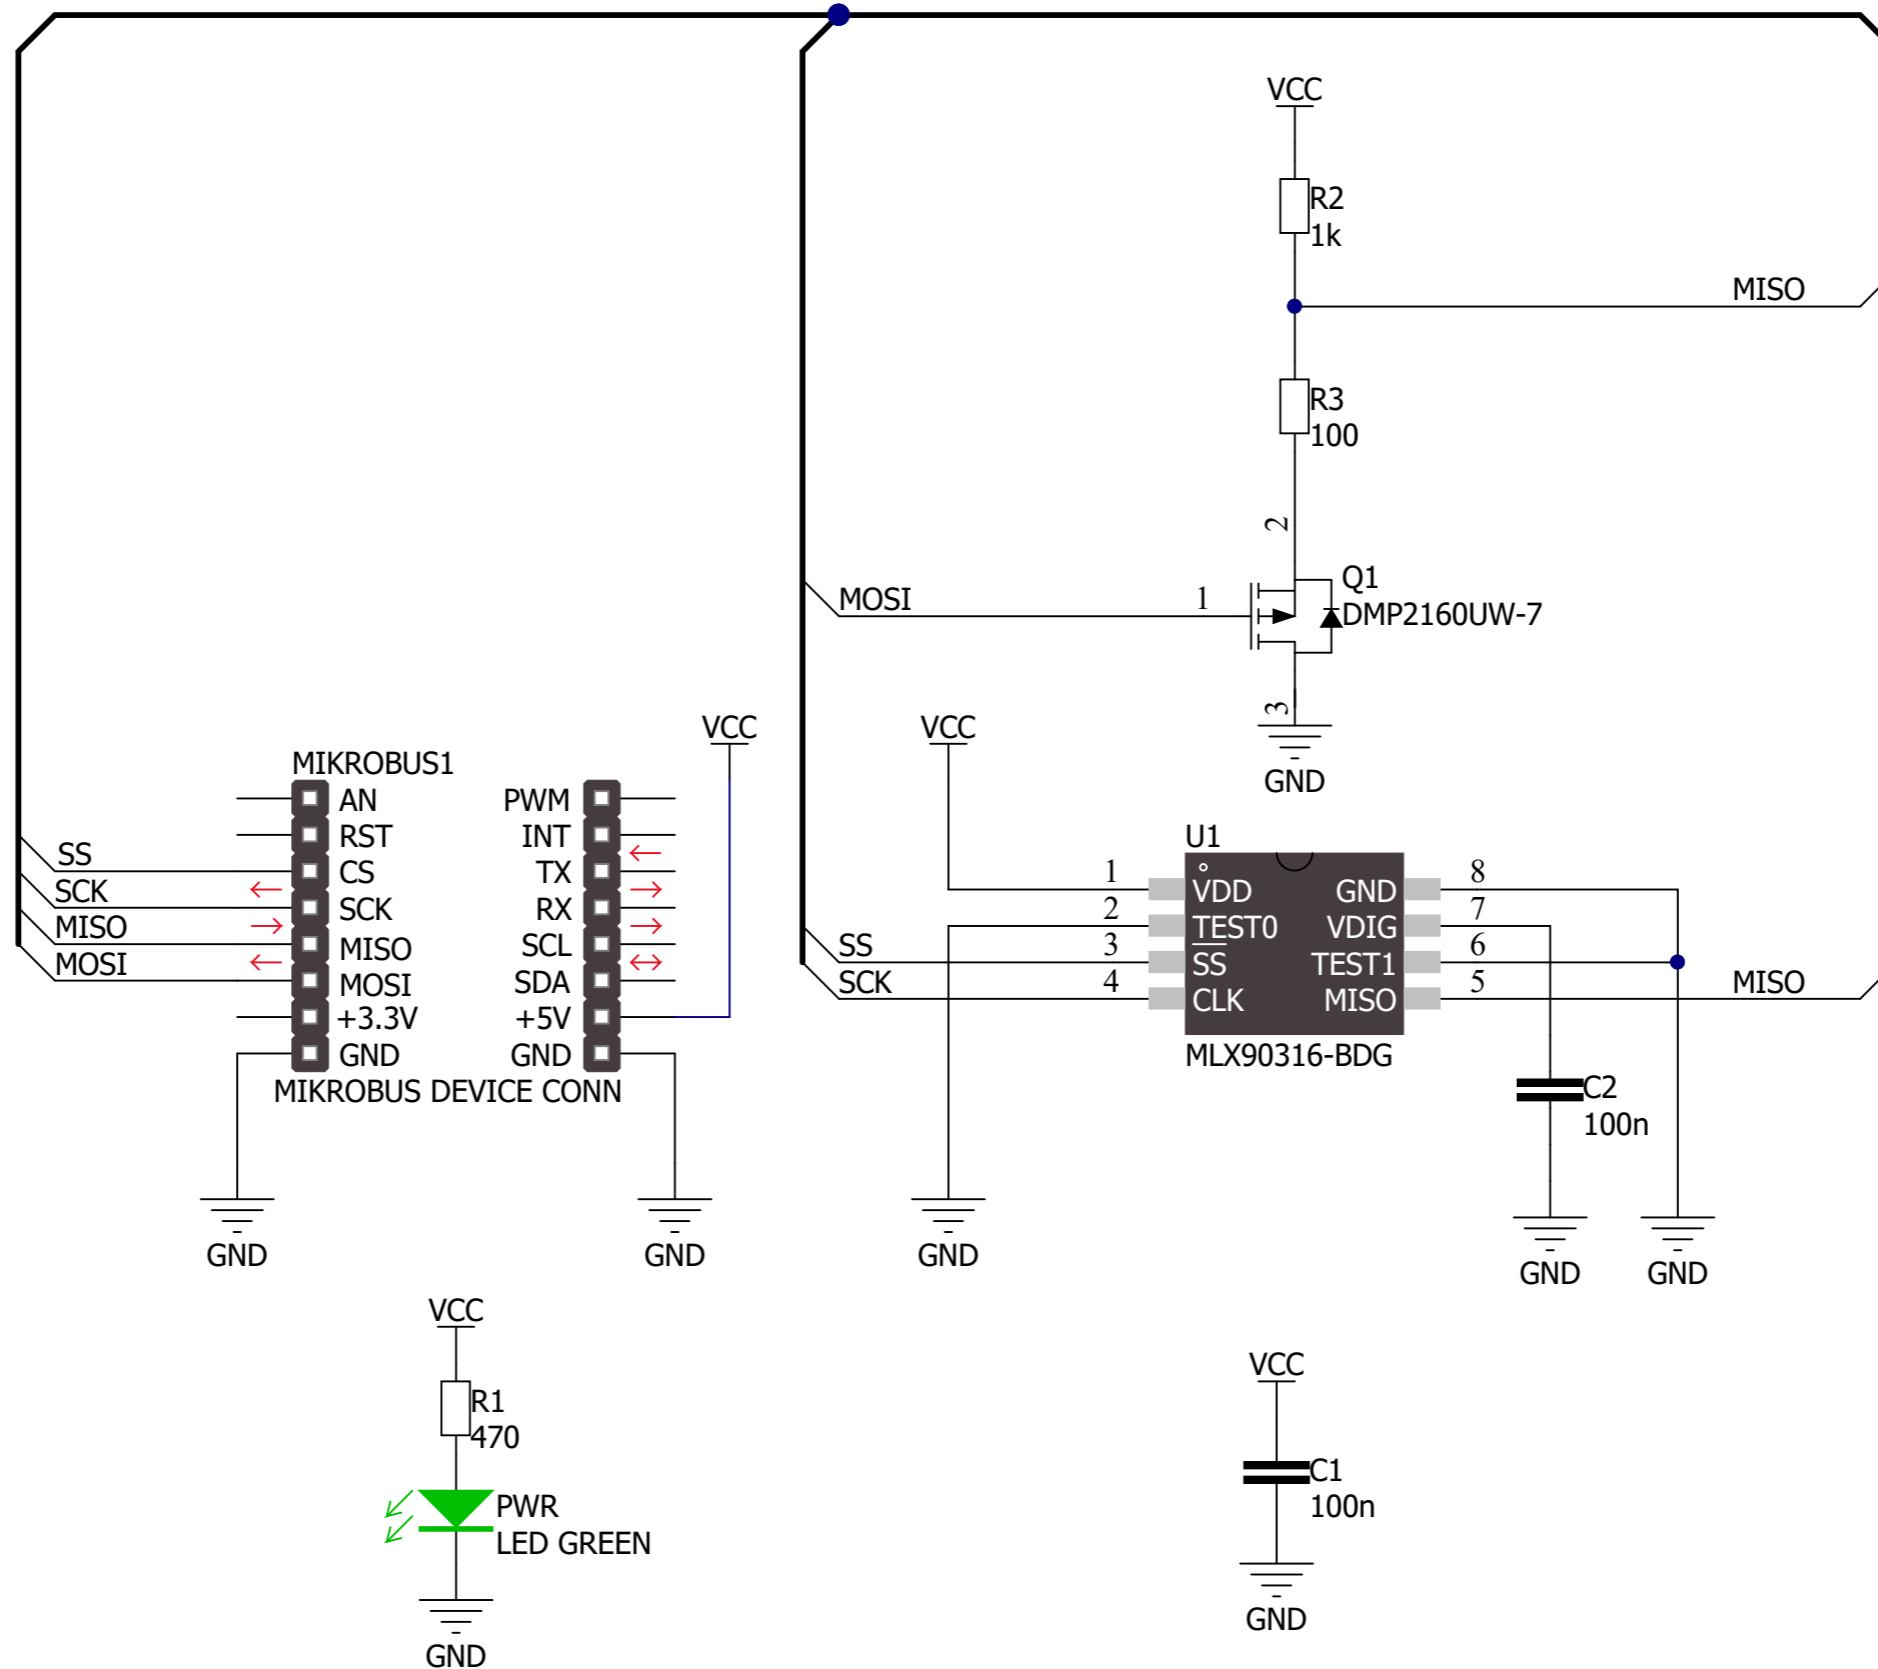 VCC
R2
1k
MISO
R3
100
2
MOSI
1
Q1
DMP2160UW-7
3
GND
MIKROBUS1
AN
RST
CS
SCK
MISO
MOSI
+3.3V
GND
PWM
INT
TX
RX
SCL
SDA
+5V
GND
MIKROBUS DEVICE CONN
SS
SCK
MISO
MOSI
VCC
GND
GND
VCC
U1
1
2
3
4
VDD
TEST0
SS
CLK
GND
VDIG
TEST1
MISO
8
7
6
5
MLX90316-BDG
SS
SCK
MISO
C2
100n
GND
GND
GND
VCC
R1
470
PWR
LED GREEN
GND
VCC
C1
100n
GND